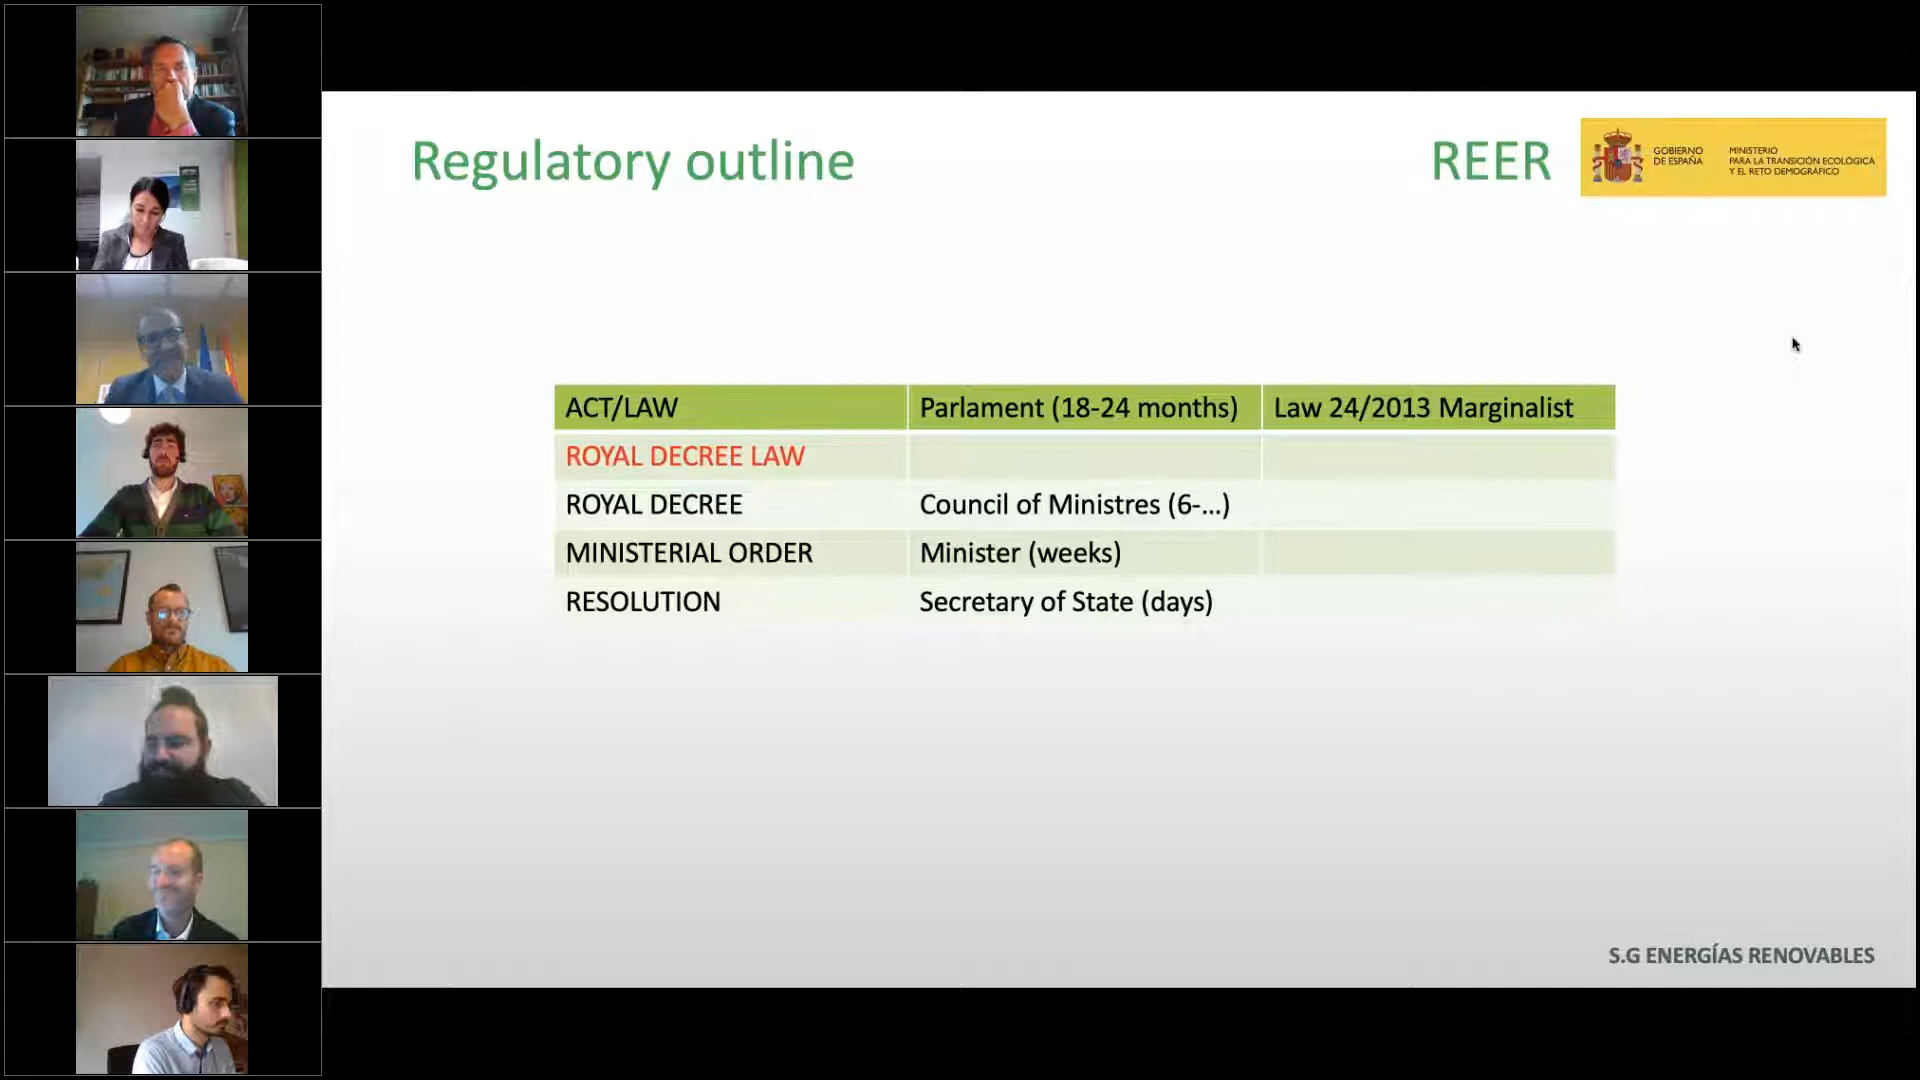 Regulatory outline
REER
GOBIERNO
DE ESPAÑA
MINISTERIO
PARA LA TRANSICIÓN ECOLÓGICA
Y EL RETO DEMOGRÁFICO
ACT/LAW Parlament (18-24 months) Law 24/2013 Marginalist
ROYAL DECREE LAW
ROYAL DECREE Council of Ministres (6-...)
MINISTERIAL ORDER Minister (weeks)
RESOLUTION Secretary of State (days)
S.G ENERGÍAS RENOVABLES